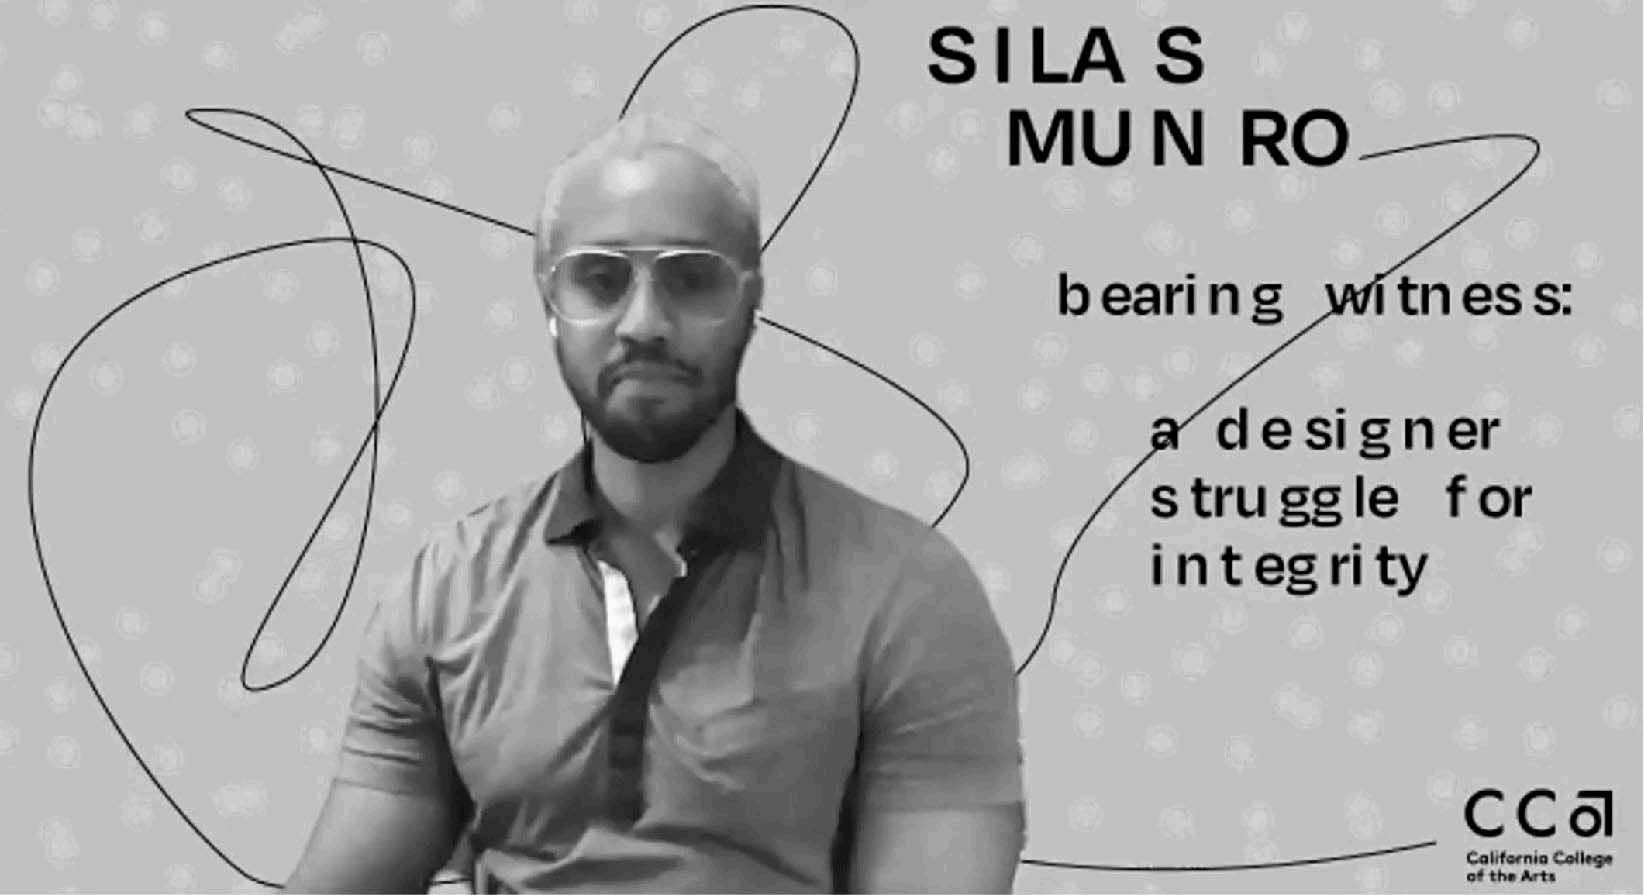 SILAS
MUNRO
bearing witness:
a designer
struggle for
integrity
CCA
California College
of the Arts